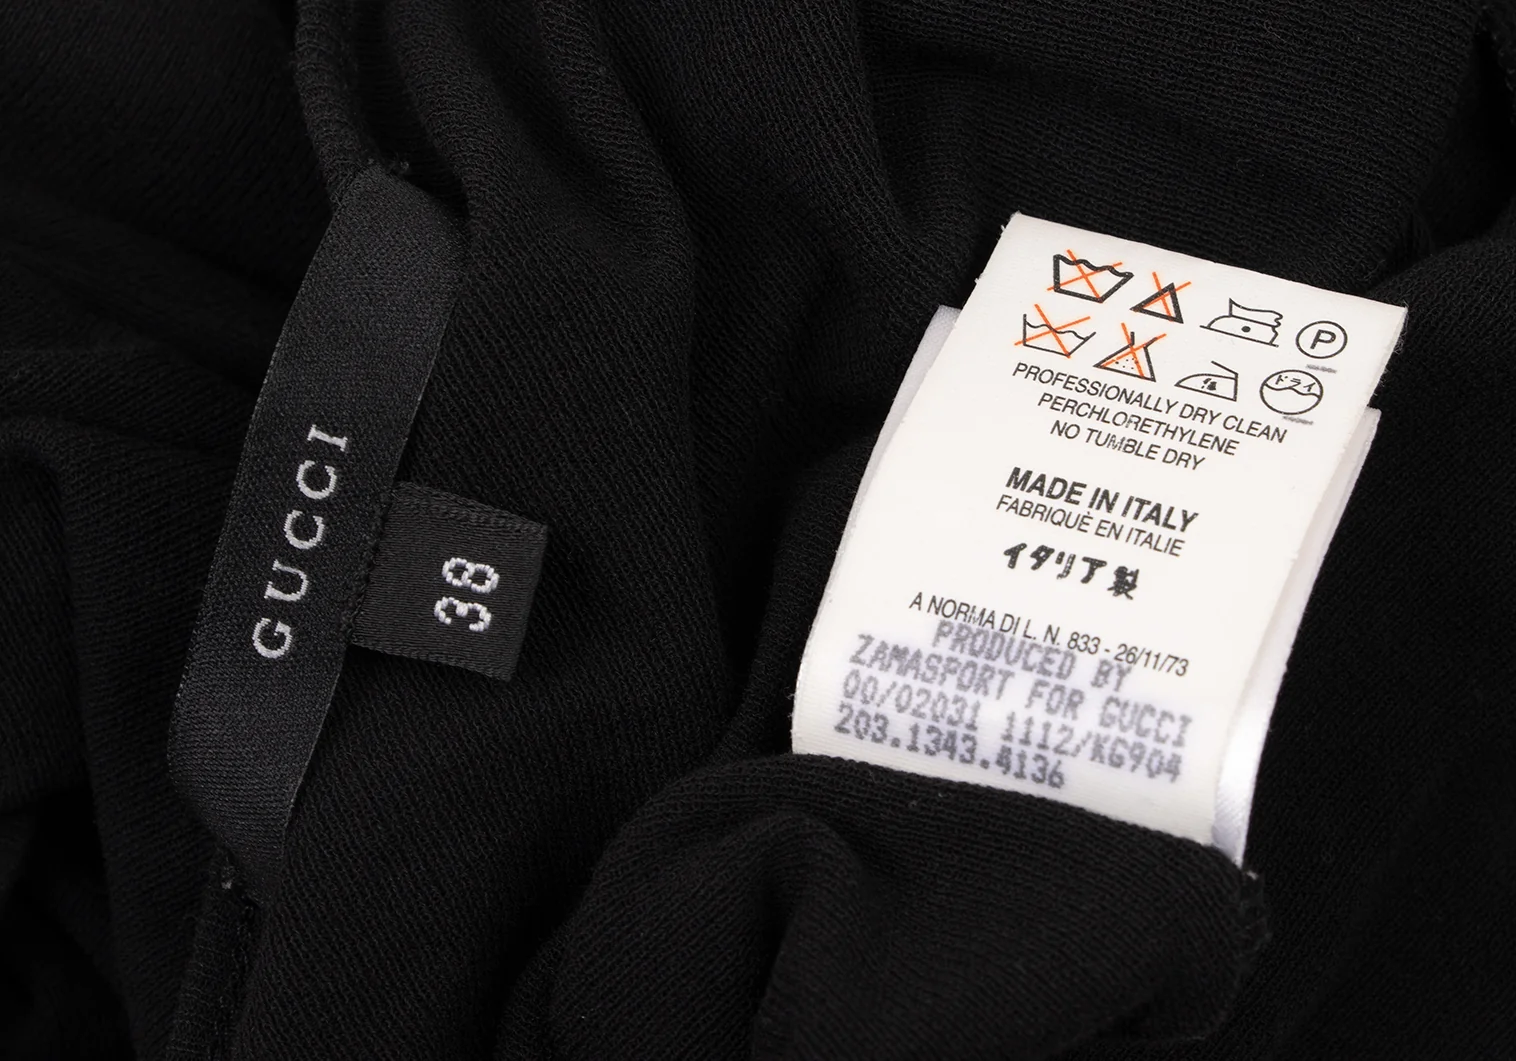 GUCCI
38
P
ドライ
PROFESSIONALLY DRY CLEAN
PERCHLORETHYLENE
NO TUMBLE DRY
MADE IN ITALY
FABRIQUÈ EN ITALIE
イタリア製
A NORMA DI L. N. 833 - 26/11/73
PRODUCED BY
ZAMASPORT FOR GUCCI
00/02031 1112/KG904
203.1343.4136